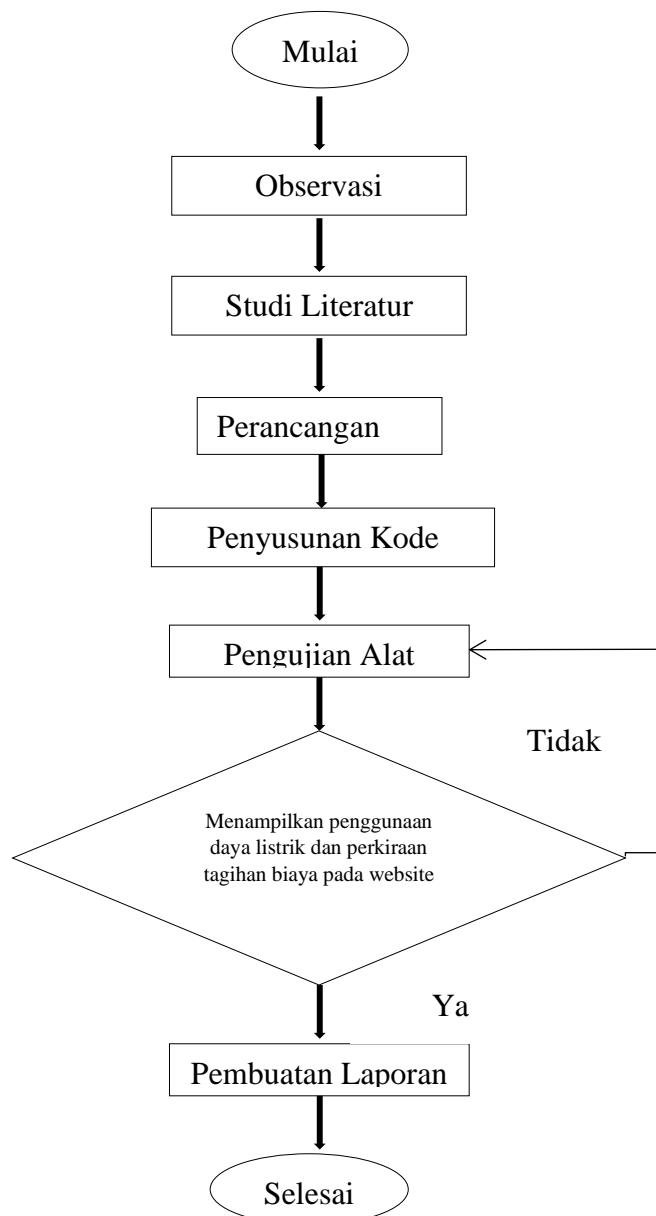 Mulai
Observasi
Studi Literatur
Perancangan
Penyusunan Kode
Pengujian Alat
Tidak
Menampilkan penggunaan
daya listrik dan perkiraan
tagihan biaya pada website
Ya
Pembuatan Laporan
Selesai